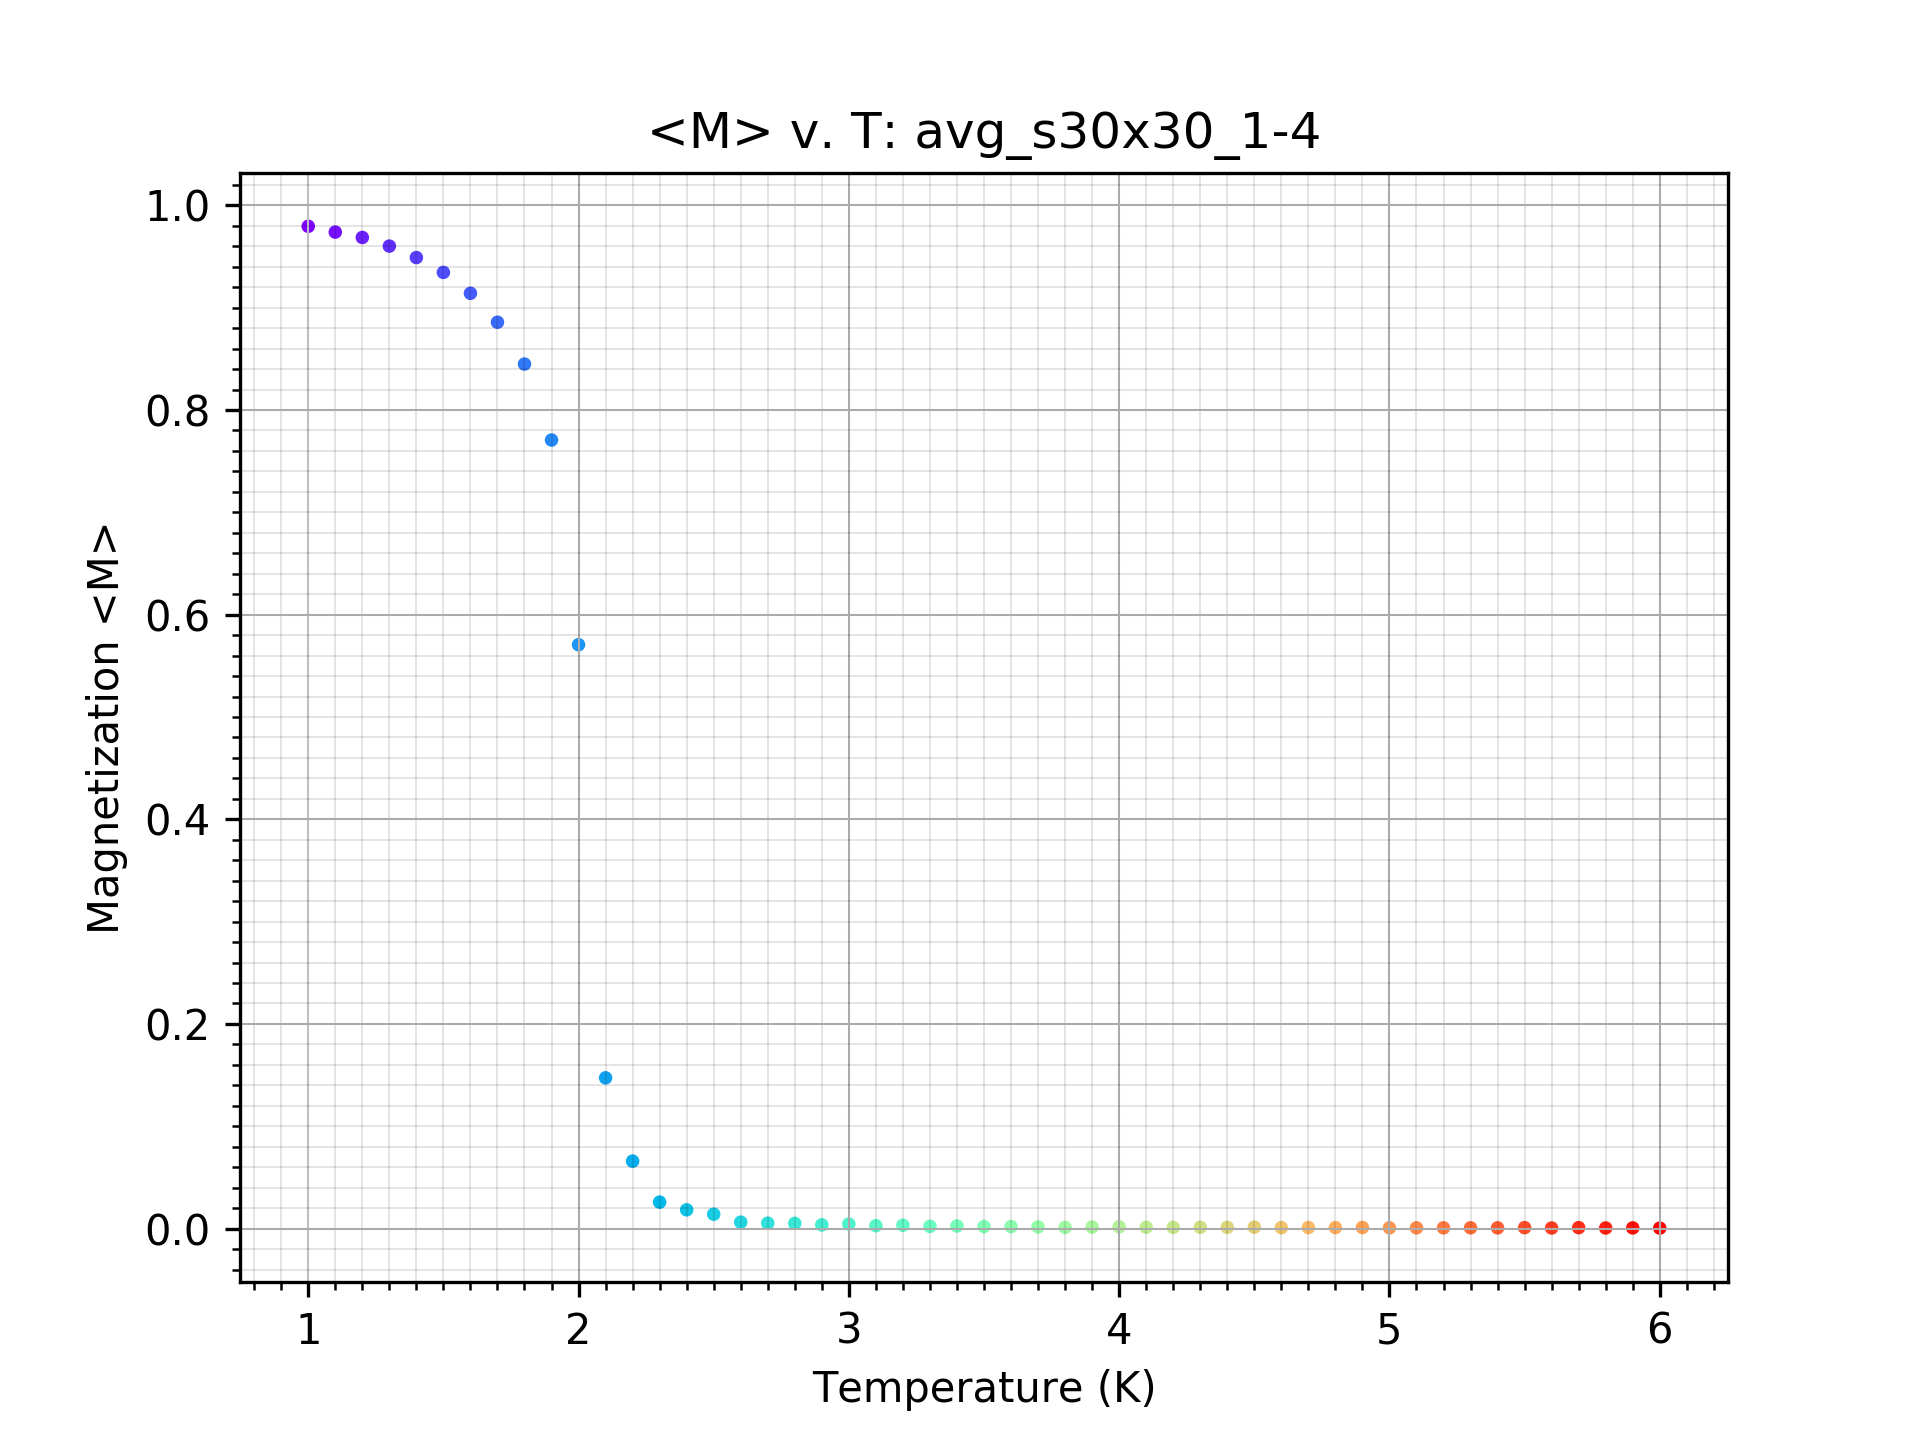 <M> v. T: avg_s30x30_1-4
Magnetization <M>
1.0
0.8
0.6
0.4
0.2
0.0
1 2 3 4 5 6
Temperature (K)